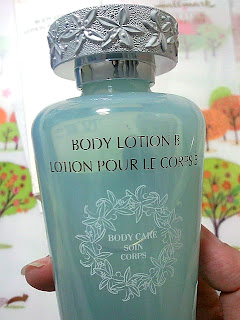 BODY LOTION B
LOTION POUR LE CORPS B
BODY CARE
SOIN
CORPS